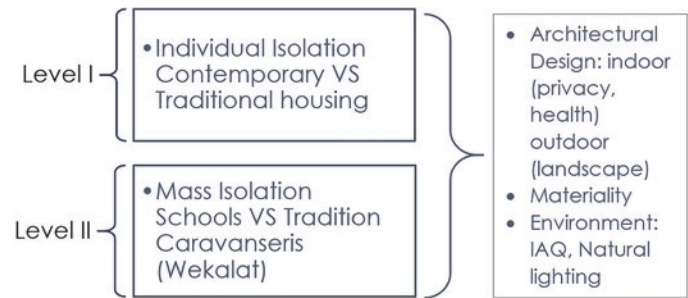 Level I
•Individual Isolation
Contemporary VS
Traditional housing
Level II
•Mass Isolation
Schools VS Tradition
Caravanseris
(Wekalat)
• Architectural
Design: indoor
(privacy,
health)
outdoor
(landscape)
• Materiality
• Environment:
IAQ, Natural
lighting